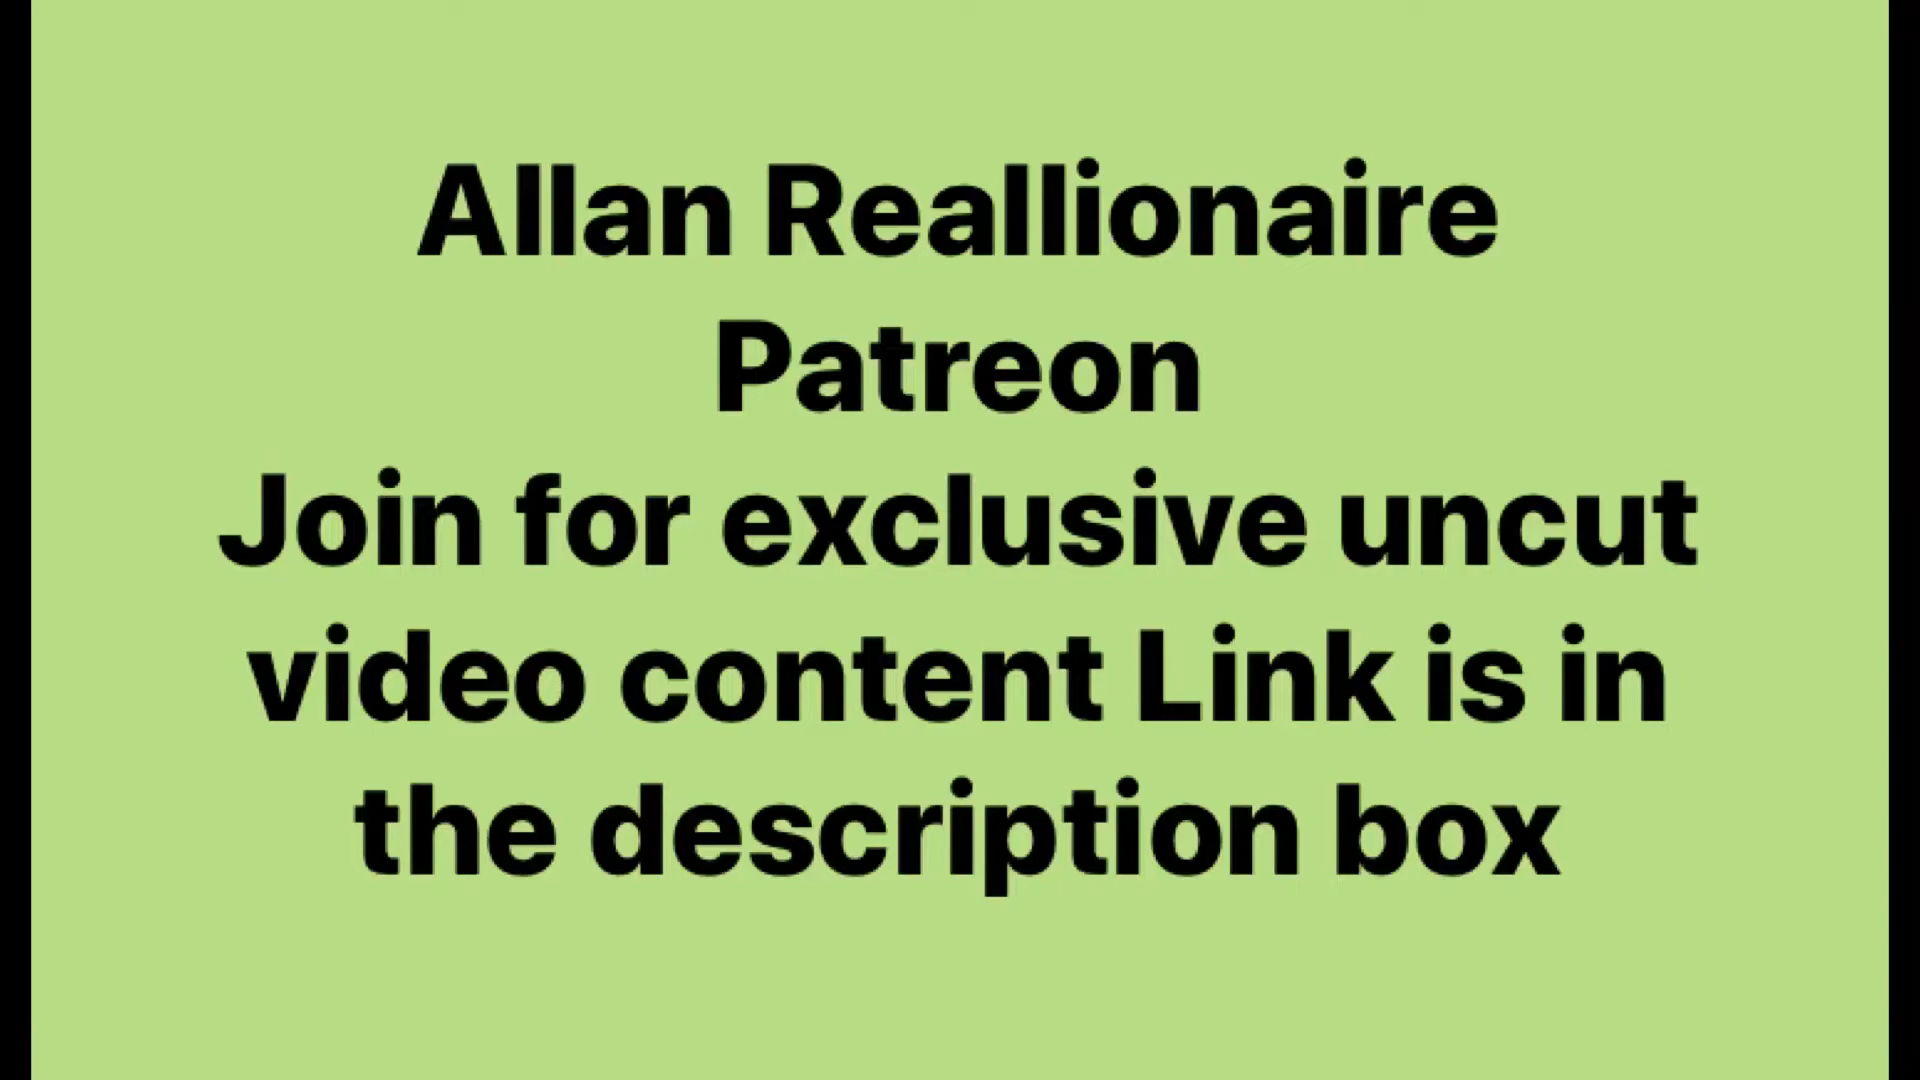 Allan Reallionaire
Patreon
Join for exclusive uncut
video content Link is in
the description box